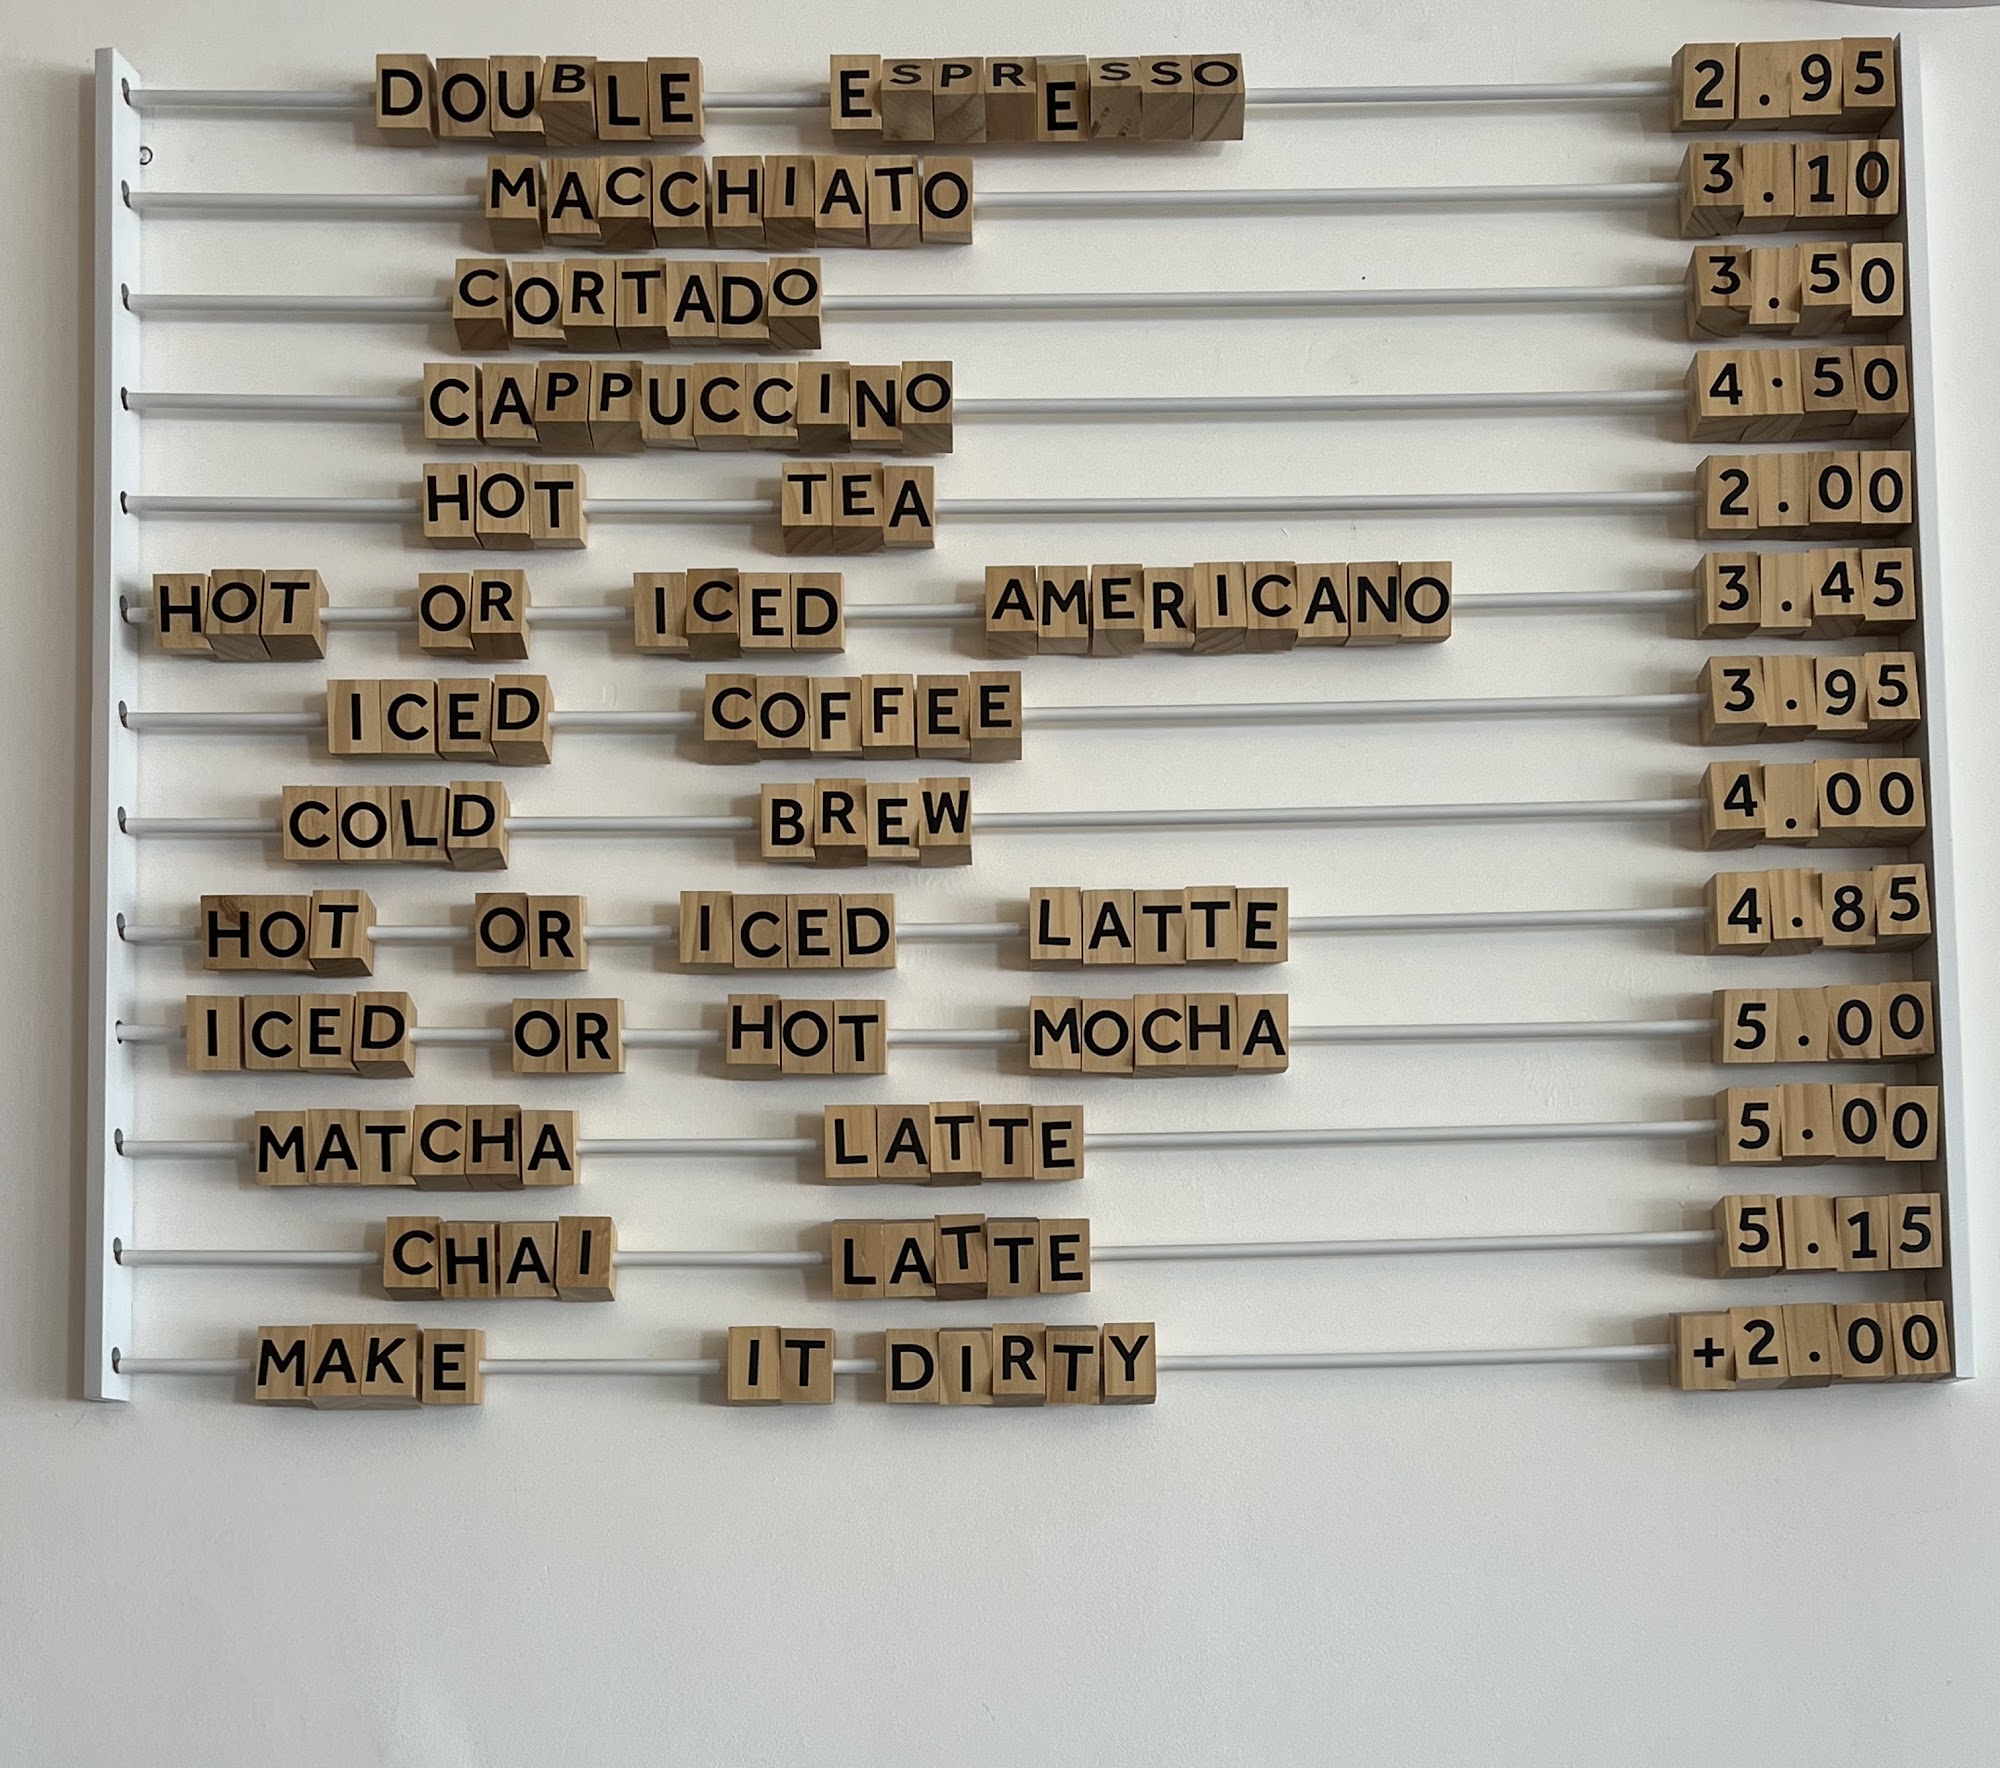 DOUBLE ESPRESSO 2.95
MACCHIATO 3.10
CORTADO 3.50
CAPPUCCINO 4.50
HOT TEA 2.00
HOT OR ICED AMERICANO 3.45
ICED COFFEE 3.95
COLD BREW 4.00
HOT OR ICED LATTE 4.85
ICED OR HOT MOCHA 5.00
MATCHA LATTE 5.00
CHAI LATTE 5.15
MAKE IT DIRTY +2.00